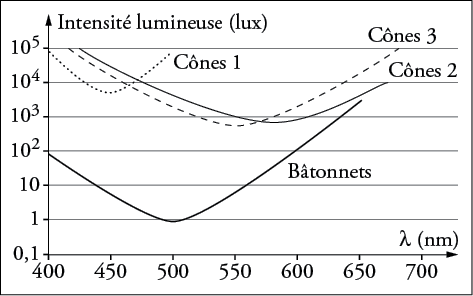 Intensité lumineuse (lux)
10⁵
10⁴
10³
10²
10
1
0,1
Cônes 1
Cônes 3
Cônes 2
Bâtonnets
λ (nm)
400 450 500 550 600 650 700